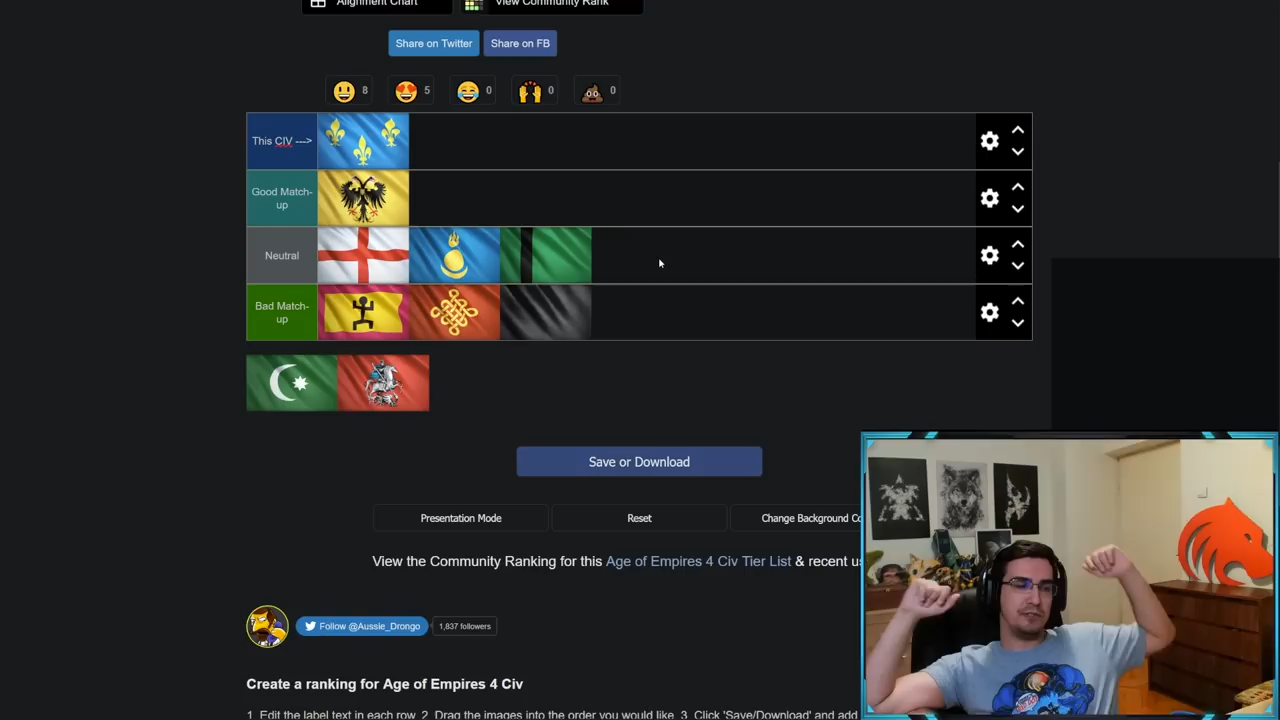 Alignment Chart
View Community Rank
Share on Twitter
Share on FB
8
5
0
0
0
This CIV --->
Good Match-
up
Neutral
Bad Match-
up
Save or Download
Presentation Mode
Reset
Change Background Co
View the Community Ranking for this Age of Empires 4 Civ Tier List & recent us
Follow @Aussie_Drongo
1,837 followers
Create a ranking for Age of Empires 4 Civ
1. Edit the label text in each row. 2. Drag the images into the order you would like. 3. Click 'Save/Download' and add